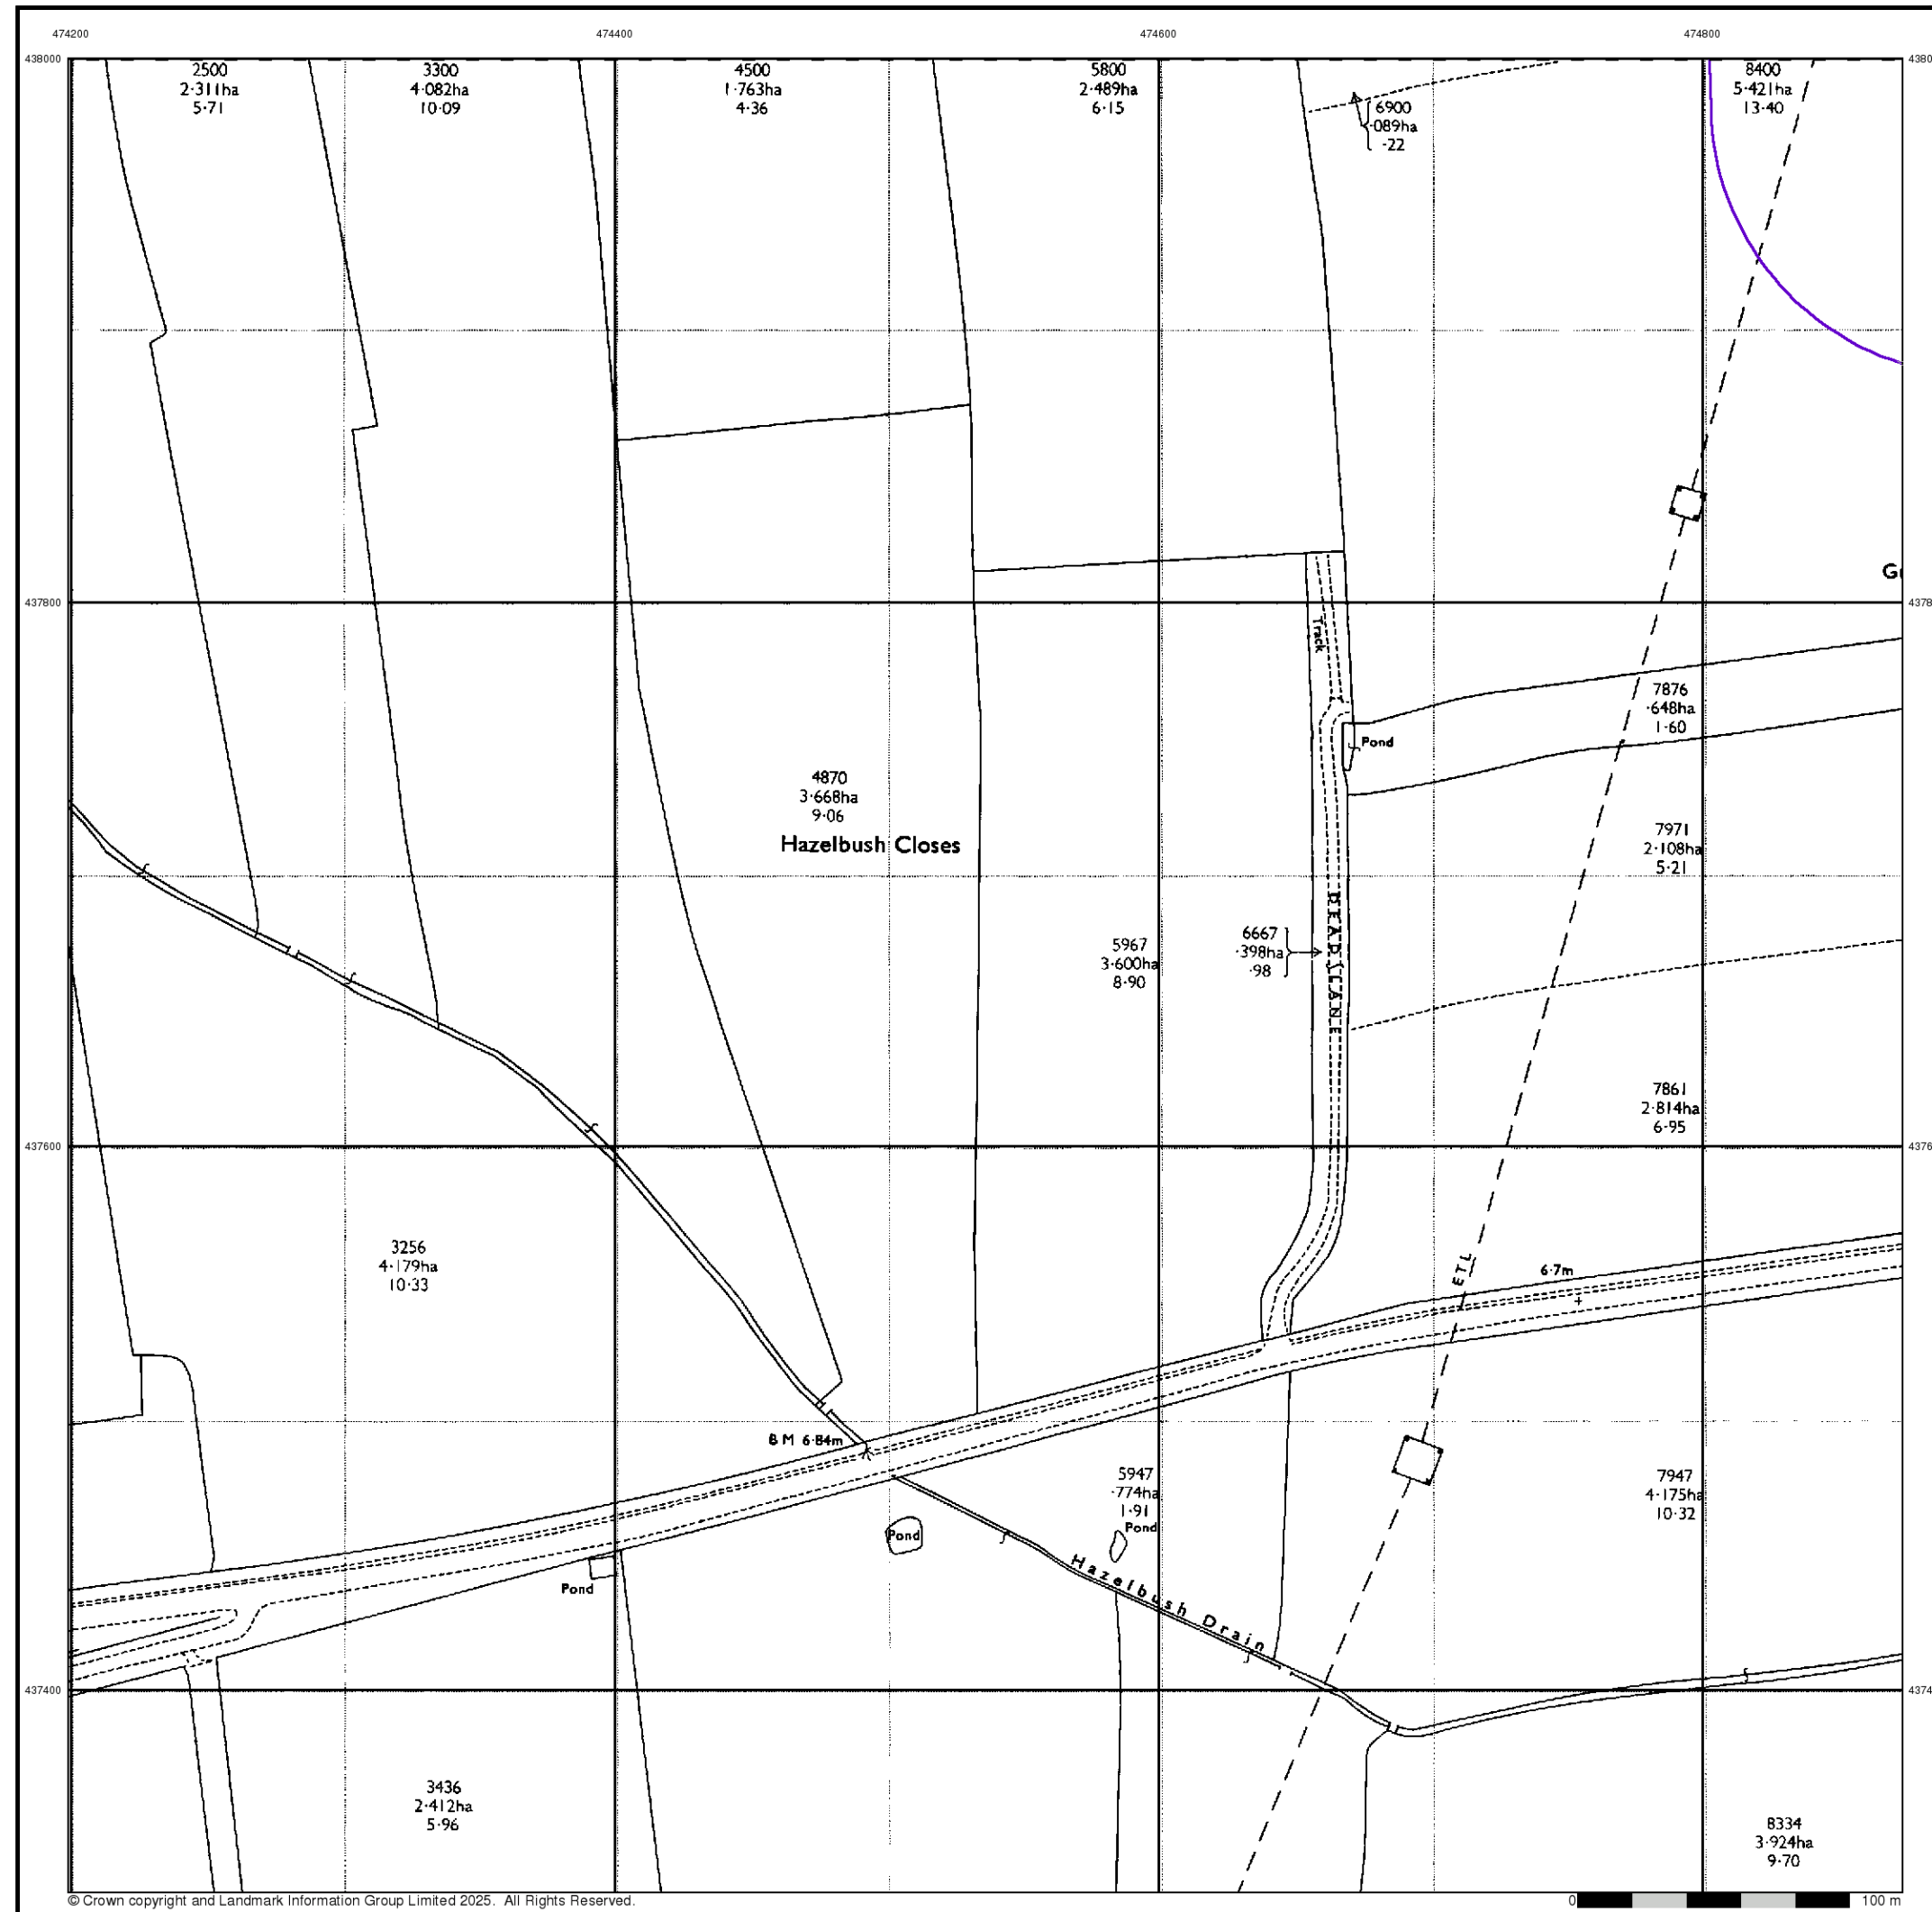 474200
474400
474600
474800
438000
2500
2·311ha
5·71
3300
4·082ha
10·09
4500
1·763ha
4·36
5800
2·489ha
6·15
6900
·089ha
·22
8400
5·421ha
13·40
437800
Track
7876
·648ha
1·60
Pond
4870
3·668ha
9·06
Hazelbush Closes
7971
2·108ha
5·21
5967
3·600ha
8·90
6667
·398ha
·98
DEAD LANE
7861
2·814ha
6·95
437600
3256
4·179ha
10·33
ETL
6·7m
B M 6·84m
5947
·774ha
1·91
Pond
7947
4·175ha
10·32
Pond
Pond
Hazelbush Drain
437400
3436
2·412ha
5·96
8334
3·924ha
9·70
© Crown copyright and Landmark Information Group Limited 2025. All Rights Reserved.
0
100 m